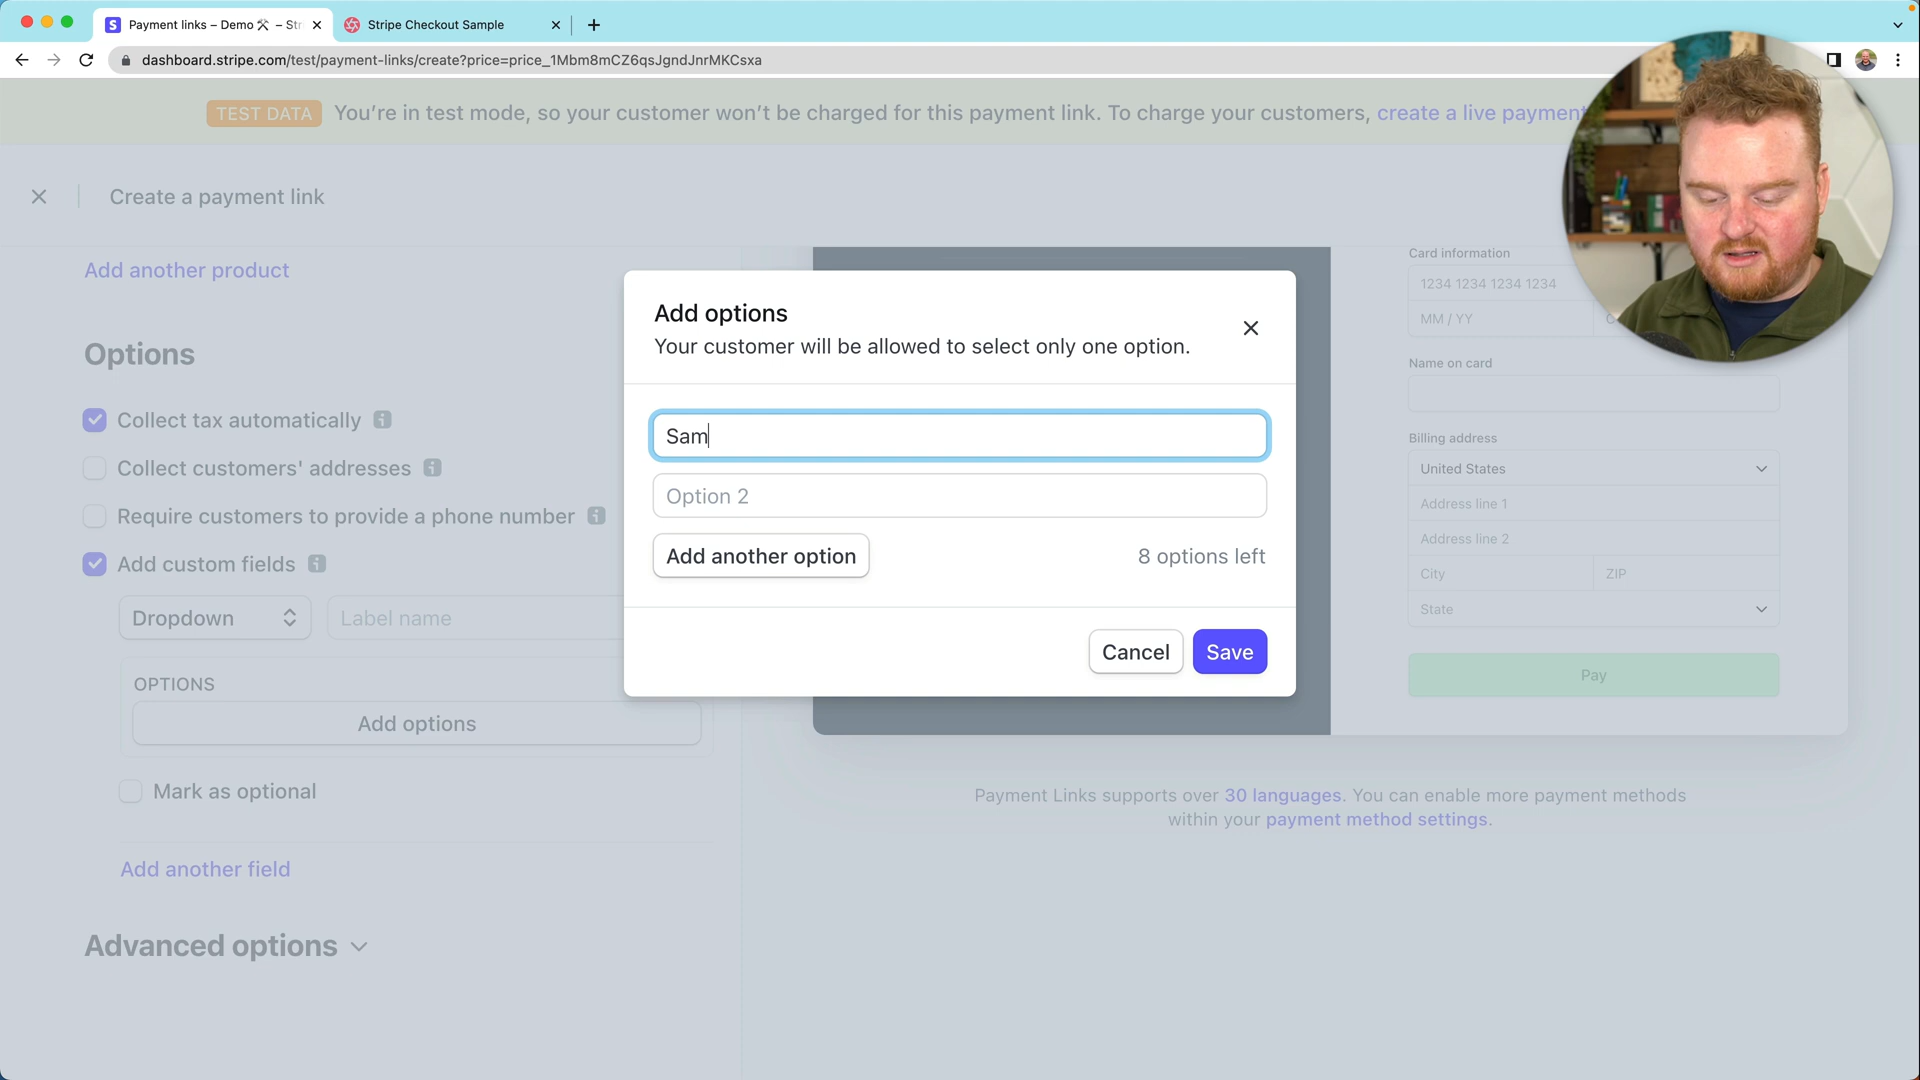 Payment links – Demo 🛠 – Str
Stripe Checkout Sample
dashboard.stripe.com/test/payment-links/create?price=price_1Mbm8mCZ6qsJgndJnrMKCsxa
TEST DATA You’re in test mode, so your customer won’t be charged for this payment link. To charge your customers, create a live payment
Create a payment link
Add another product
Options
Collect tax automatically
Collect customers' addresses
Require customers to provide a phone number
Add custom fields
Dropdown
Label name
OPTIONS
Add options
Mark as optional
Add another field
Advanced options
Add options
Your customer will be allowed to select only one option.
Sam
Option 2
Add another option
8 options left
Cancel
Save
Card information
1234 1234 1234 1234
MM / YY
Name on card
Billing address
United States
Address line 1
Address line 2
City
ZIP
State
Pay
Payment Links supports over 30 languages. You can enable more payment methods
within your payment method settings.